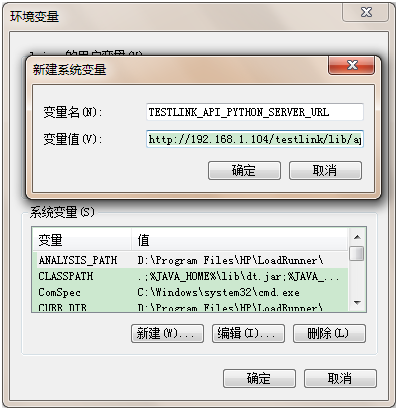 环境变量
的用户变量(U)
新建系统变量
变量名(N):
TESTLINK_API_PYTHON_SERVER_URL
变量值(V):
http://192.168.1.104/testlink/lib/ap
确定
取消
系统变量(S)
变量
值
ANALYSIS_PATH
D:\Program Files\HP\LoadRunner\
CLASSPATH
.;%JAVA_HOME%\lib\dt.jar;%JAVA_...
ComSpec
C:\Windows\system32\cmd.exe
CURR_DIR
D:\Program Files\HP\LoadRunner\
新建(W)...
编辑(I)...
删除(L)
确定
取消